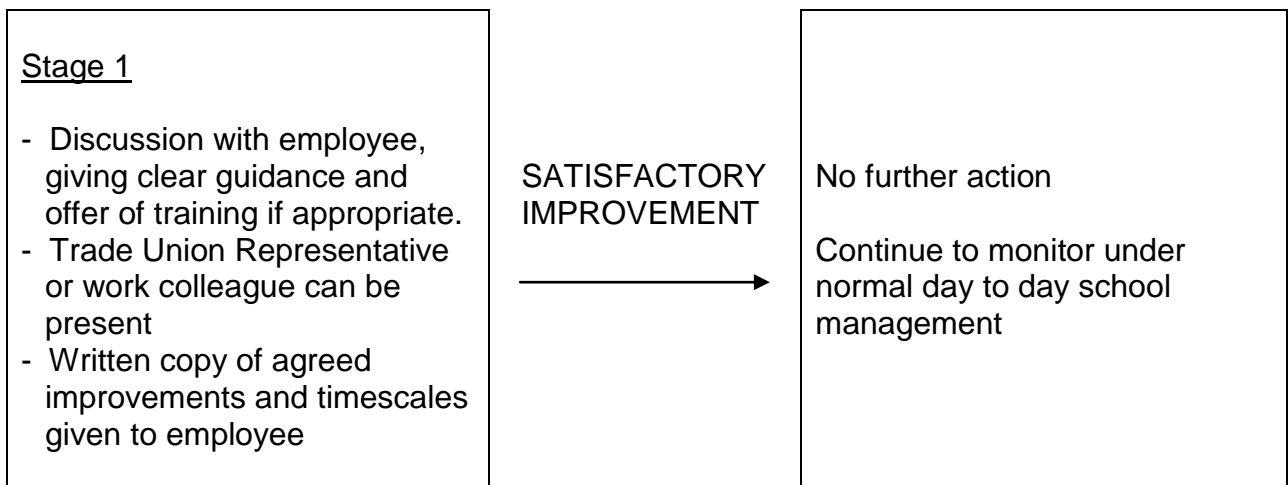 Stage 1
- Discussion with employee,
giving clear guidance and
offer of training if appropriate.
- Trade Union Representative
or work colleague can be
present
- Written copy of agreed
improvements and timescales
given to employee
SATISFACTORY
IMPROVEMENT
No further action
Continue to monitor under
normal day to day school
management